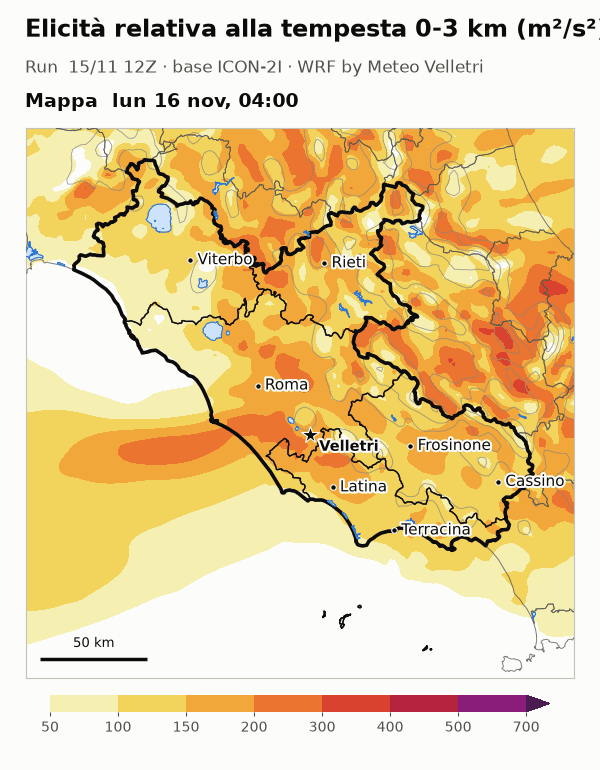 Elicità relativa alla tempesta 0-3 km (m²/s²)
Run  15/11 12Z · base ICON-2I · WRF by Meteo Velletri
Mappa  lun 16 nov, 04:00
Viterbo
Rieti
Roma
Velletri
Frosinone
Cassino
Latina
Terracina
50 km
50 100 150 200 300 400 500 700